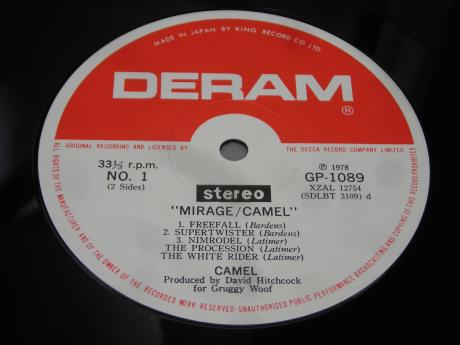 MADE IN JAPAN BY KING RECORD CO. LTD.
DERAM
®
ORIGINAL RECORDING AND LICENSED BY
THE DECCA RECORD COMPANY LIMITED
33⅓ r.p.m.
NO. 1
(2 Sides)
℗ 1978
GP-1089
XZAL 12754
(SDLBT 3109) d
stereo
"MIRAGE/CAMEL"
1. FREEFALL (Bardens)
2. SUPERTWISTER (Bardens)
3. NIMRODEL (Latimer)
THE PROCESSION (Latimer)
THE WHITE RIDER (Latimer)
CAMEL
Produced by David Hitchcock
for Gruggy Woof
ALL RIGHTS OF THE MANUFACTURER AND OF THE OWNER OF THE RECORDED WORK RESERVED· UNAUTHORISED PUBLIC PERFORMANCE BROADCASTING AND COPYING OF THIS RECORD PROHIBITED